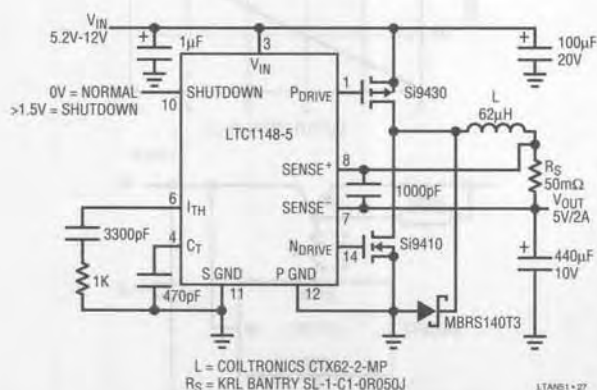 VIN
5.2V-12V
+
1µF
3
VIN
+
100µF
20V
0V = NORMAL
>1.5V = SHUTDOWN
10
SHUTDOWN
PDRIVE
1
Si9430
LTC1148-5
L
62µH
SENSE+
8
1000pF
RS
50mΩ
SENSE–
7
VOUT
5V/2A
6
ITH
3300pF
4
CT
NDRIVE
14
Si9410
+
440µF
10V
1K
470pF
S GND
P GND
11
12
MBRS140T3
L = COILTRONICS CTX62-2-MP
RS = KRL BANTRY SL-1-C1-0R050J
LTAN51 • 27